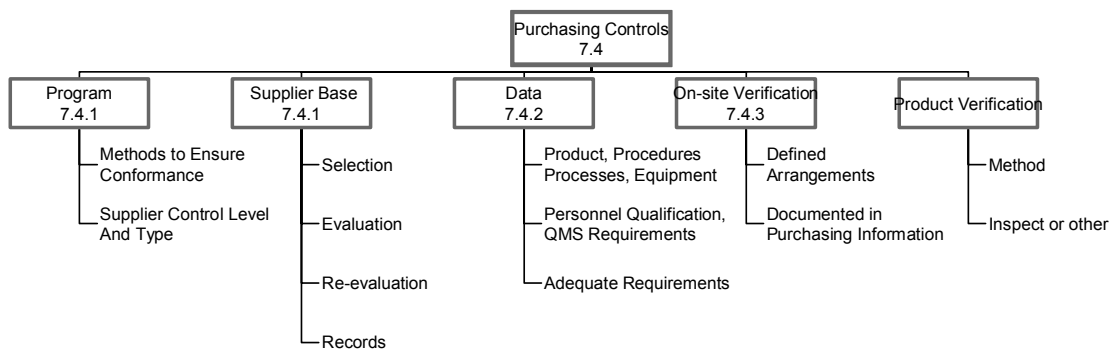 Purchasing Controls
7.4
Program
7.4.1
Methods to Ensure
Conformance
Supplier Control Level
And Type
Supplier Base
7.4.1
Selection
Evaluation
Re-evaluation
Records
Data
7.4.2
Product, Procedures
Processes, Equipment
Personnel Qualification,
QMS Requirements
Adequate Requirements
On-site Verification
7.4.3
Defined
Arrangements
Documented in
Purchasing Information
Product Verification
Method
Inspect or other